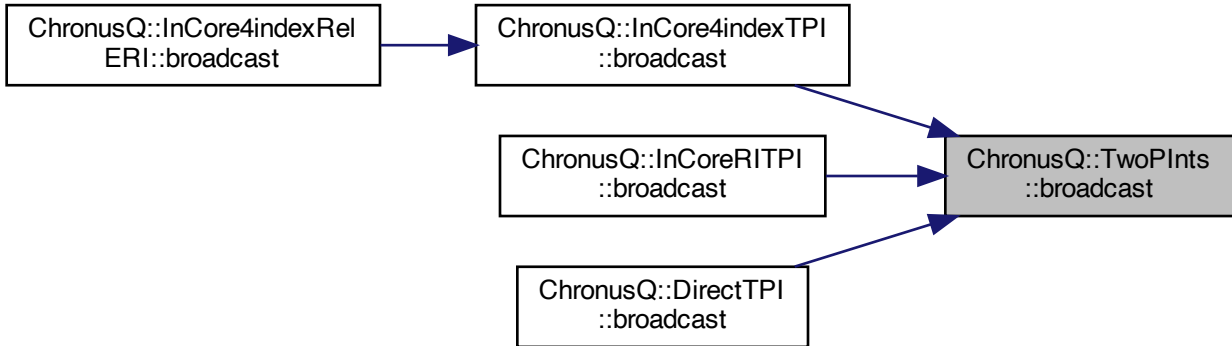 ChronusQ::InCore4indexRel
ERI::broadcast
ChronusQ::InCore4indexTPI
::broadcast
ChronusQ::InCoreRITPI
::broadcast
ChronusQ::TwoPInts
::broadcast
ChronusQ::DirectTPI
::broadcast